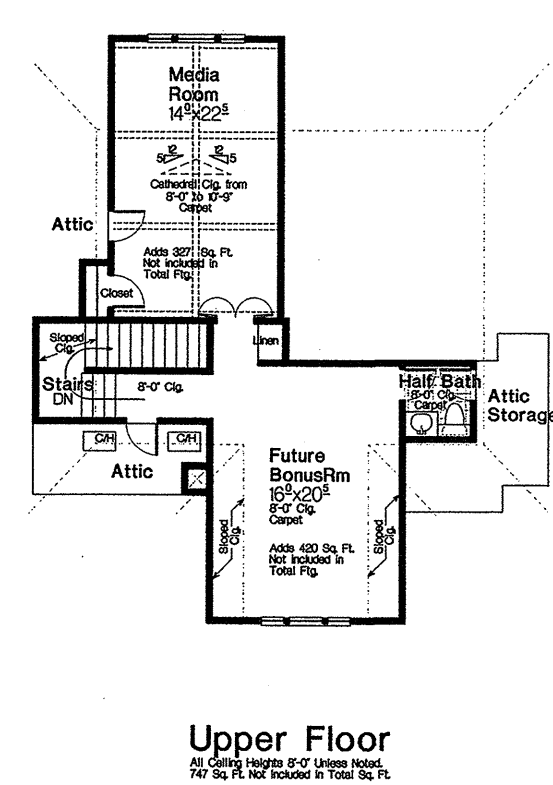 Media
Room
14⁰x22⁵
12 12
5 5
Cathedral Clg. from
8'-0" to 10'-9"
Carpet
Attic
Adds 327 Sq. Ft.
Not included in
Total Ftg.
Closet
Sloped
Clg.
Linen
Stairs
DN
8'-0" Clg.
Half Bath
8'-0" Clg.
Carpet
Attic
Storage
C/H C/H
Attic
Future
BonusRm
16⁰x20⁵
8'-0" Clg.
Carpet
Sloped
Clg.
Sloped
Clg.
Adds 420 Sq. Ft.
Not included in
Total Ftg.
Upper Floor
All Ceiling Heights 8'-0" Unless Noted.
747 Sq. Ft. Not Included in Total Sq. Ft.